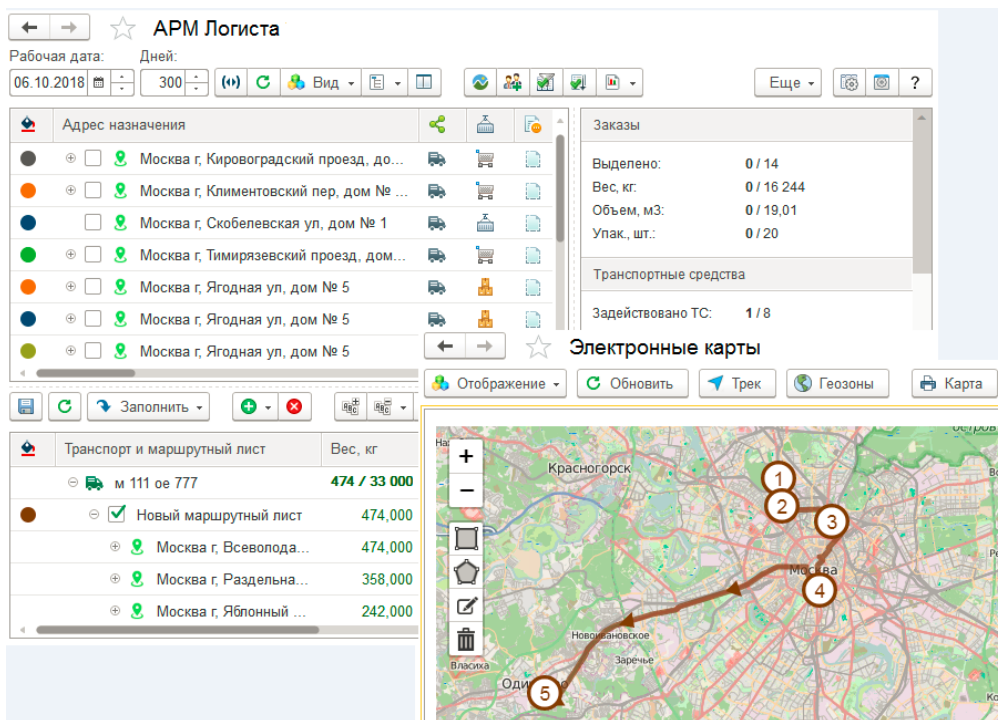 АРМ Логиста
Рабочая дата: Дней:
06.10.2018 300 Вид Еще ?
Адрес назначения
Москва г, Кировоградский проезд, до...
Москва г, Климентовский пер, дом № ...
Москва г, Скобелевская ул, дом № 1
Москва г, Тимирязевский проезд, дом...
Москва г, Ягодная ул, дом № 5
Москва г, Ягодная ул, дом № 5
Москва г, Ягодная ул, дом № 5
Заказы
Выделено: 0 / 14
Вес, кг: 0 / 16 244
Объем, м3: 0 / 19,01
Упак., шт.: 0 / 20
Транспортные средства
Задействовано ТС: 1 / 8
Заполнить
Транспорт и маршрутный лист Вес, кг
м 111 ое 777 474 / 33 000
Новый маршрутный лист 474,000
Москва г, Всеволода... 474,000
Москва г, Раздельна... 358,000
Москва г, Яблонный ... 242,000
Электронные карты
Отображение Обновить Трек Геозоны Карта
+
−
Красногорск
1
2
3
Москва
4
Новоивановское
Заречье
Власиха
5